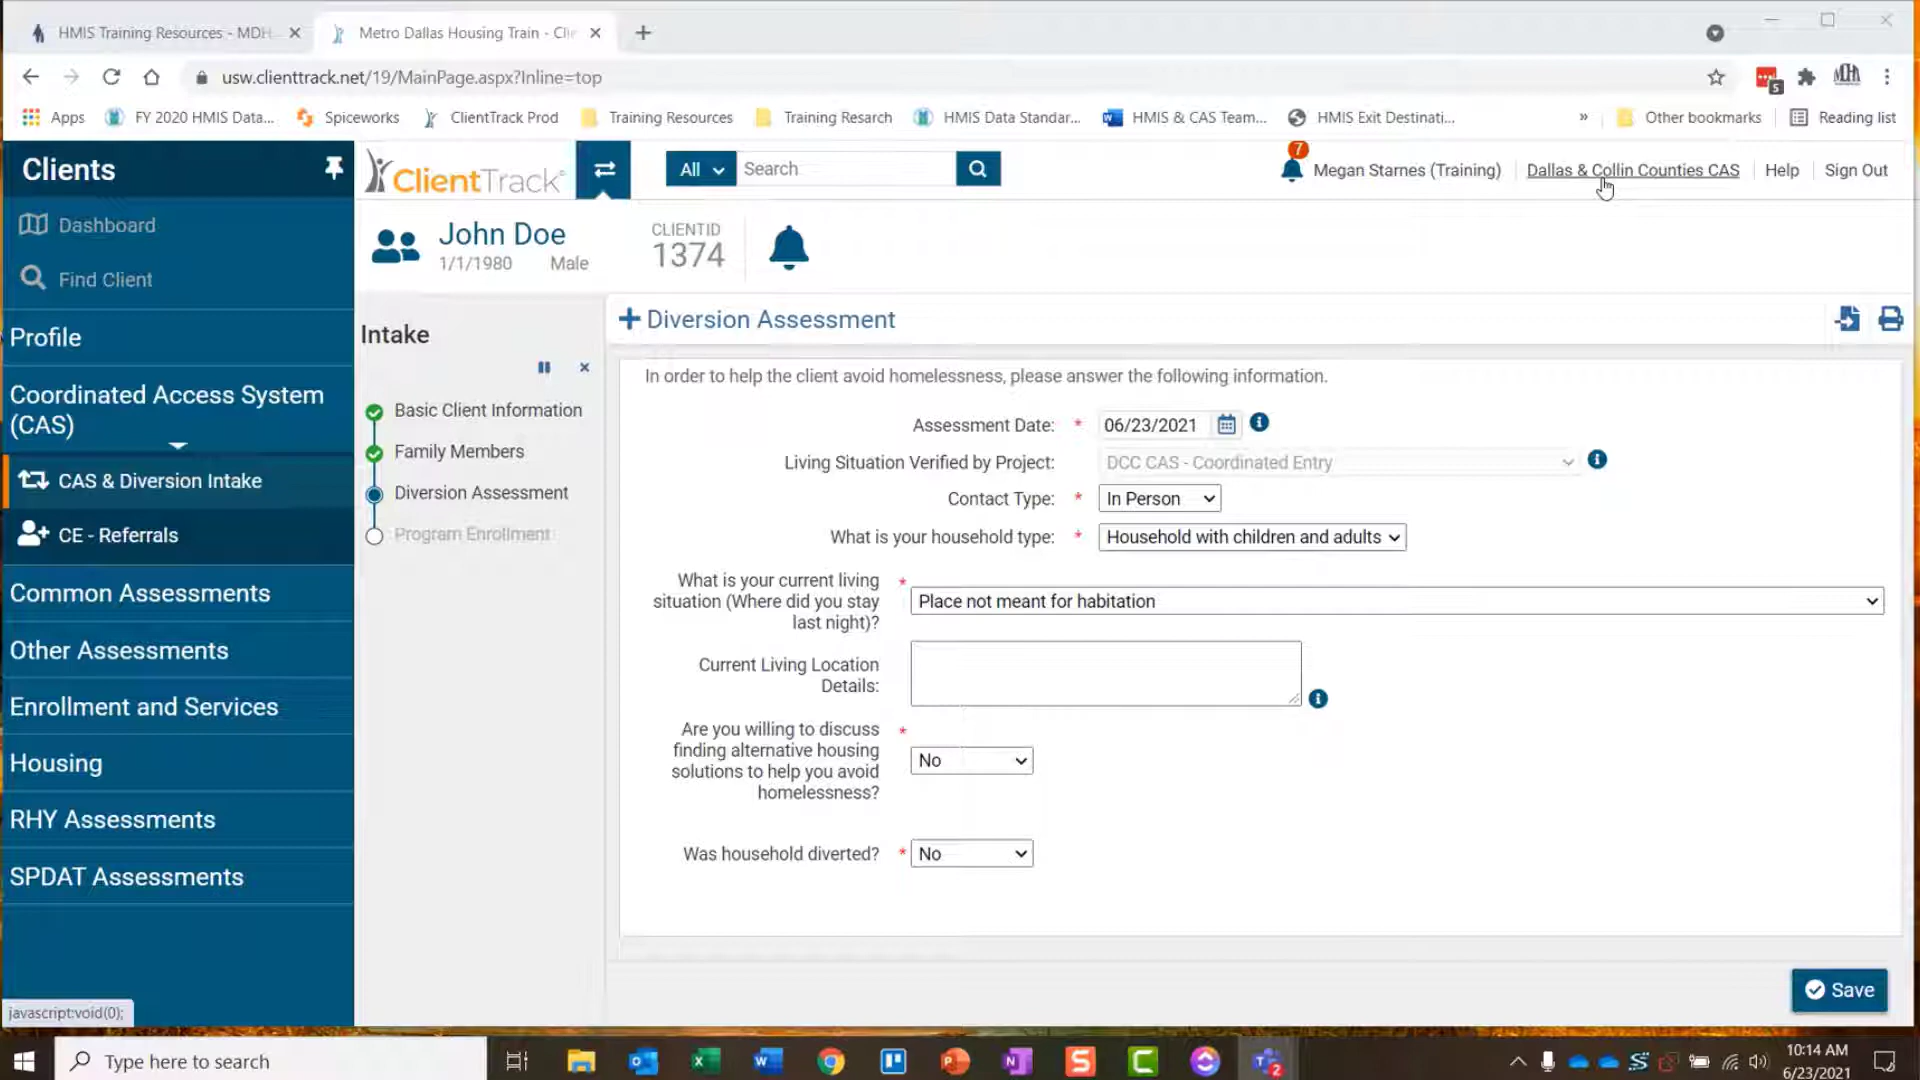 HMIS Training Resources - MDH
Metro Dallas Housing Train - Clie
usw.clienttrack.net/19/MainPage.aspx?Inline=top
5
Apps
FY 2020 HMIS Data...
Spiceworks
ClientTrack Prod
Training Resources
Training Resarch
HMIS Data Standar...
HMIS & CAS Team...
HMIS Exit Destinati...
»
Other bookmarks
Reading list
Clients
ClientTrack
All
Search
7
Megan Starnes (Training)
Dallas & Collin Counties CAS
Help
Sign Out
Dashboard
Find Client
Profile
Coordinated Access System
(CAS)
CAS & Diversion Intake
CE - Referrals
Common Assessments
Other Assessments
Enrollment and Services
Housing
RHY Assessments
SPDAT Assessments
javascript:void(0);
John Doe
1/1/1980 Male
CLIENTID
1374
Intake
Basic Client Information
Family Members
Diversion Assessment
Program Enrollment
Diversion Assessment
In order to help the client avoid homelessness, please answer the following information.
Assessment Date: * 06/23/2021
Living Situation Verified by Project: DCC CAS - Coordinated Entry
Contact Type: * In Person
What is your household type: * Household with children and adults
What is your current living
situation (Where did you stay
last night)?
* Place not meant for habitation
Current Living Location
Details:
Are you willing to discuss
finding alternative housing
solutions to help you avoid
homelessness?
* No
Was household diverted? * No
Save
Type here to search
2
10:14 AM
6/23/2021